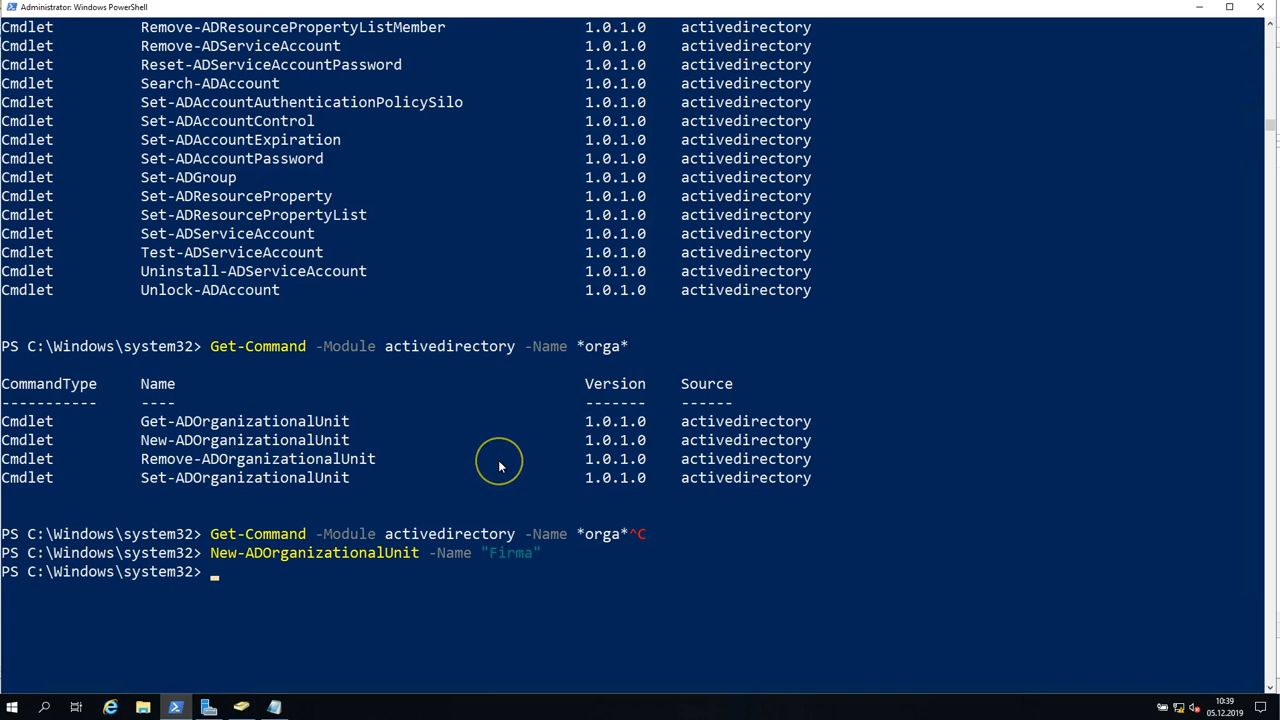 Administrator: Windows PowerShell
Cmdlet Remove-ADResourcePropertyListMember 1.0.1.0 activedirectory
Cmdlet Remove-ADServiceAccount 1.0.1.0 activedirectory
Cmdlet Reset-ADServiceAccountPassword 1.0.1.0 activedirectory
Cmdlet Search-ADAccount 1.0.1.0 activedirectory
Cmdlet Set-ADAccountAuthenticationPolicySilo 1.0.1.0 activedirectory
Cmdlet Set-ADAccountControl 1.0.1.0 activedirectory
Cmdlet Set-ADAccountExpiration 1.0.1.0 activedirectory
Cmdlet Set-ADAccountPassword 1.0.1.0 activedirectory
Cmdlet Set-ADGroup 1.0.1.0 activedirectory
Cmdlet Set-ADResourceProperty 1.0.1.0 activedirectory
Cmdlet Set-ADResourcePropertyList 1.0.1.0 activedirectory
Cmdlet Set-ADServiceAccount 1.0.1.0 activedirectory
Cmdlet Test-ADServiceAccount 1.0.1.0 activedirectory
Cmdlet Uninstall-ADServiceAccount 1.0.1.0 activedirectory
Cmdlet Unlock-ADAccount 1.0.1.0 activedirectory
PS C:\Windows\system32> Get-Command -Module activedirectory -Name *orga*
CommandType Name Version Source
----------- ---- ------- ------
Cmdlet Get-ADOrganizationalUnit 1.0.1.0 activedirectory
Cmdlet New-ADOrganizationalUnit 1.0.1.0 activedirectory
Cmdlet Remove-ADOrganizationalUnit 1.0.1.0 activedirectory
Cmdlet Set-ADOrganizationalUnit 1.0.1.0 activedirectory
PS C:\Windows\system32> Get-Command -Module activedirectory -Name *orga*^C
PS C:\Windows\system32> New-ADOrganizationalUnit -Name "Firma"
PS C:\Windows\system32>
10:39
05.12.2019